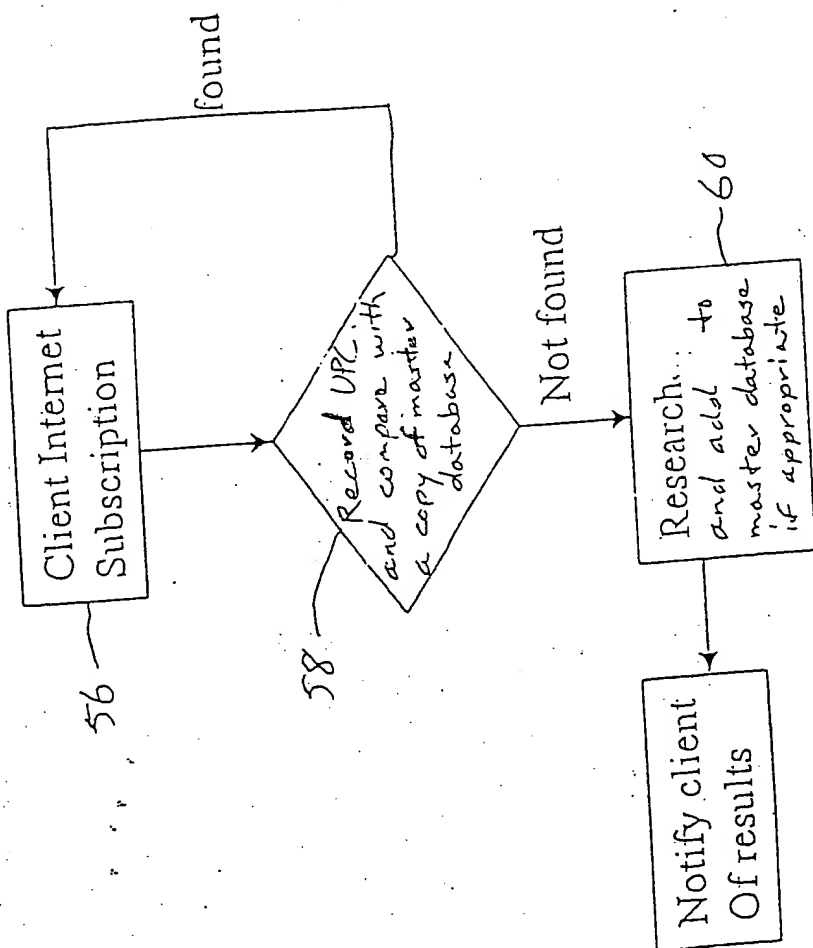 Client Internet
Subscription
56
found
Record UPC.
and compare with
a copy of master
database
58
Not found
Research...
and add to
master database
if appropriate
60
Notify client
Of results